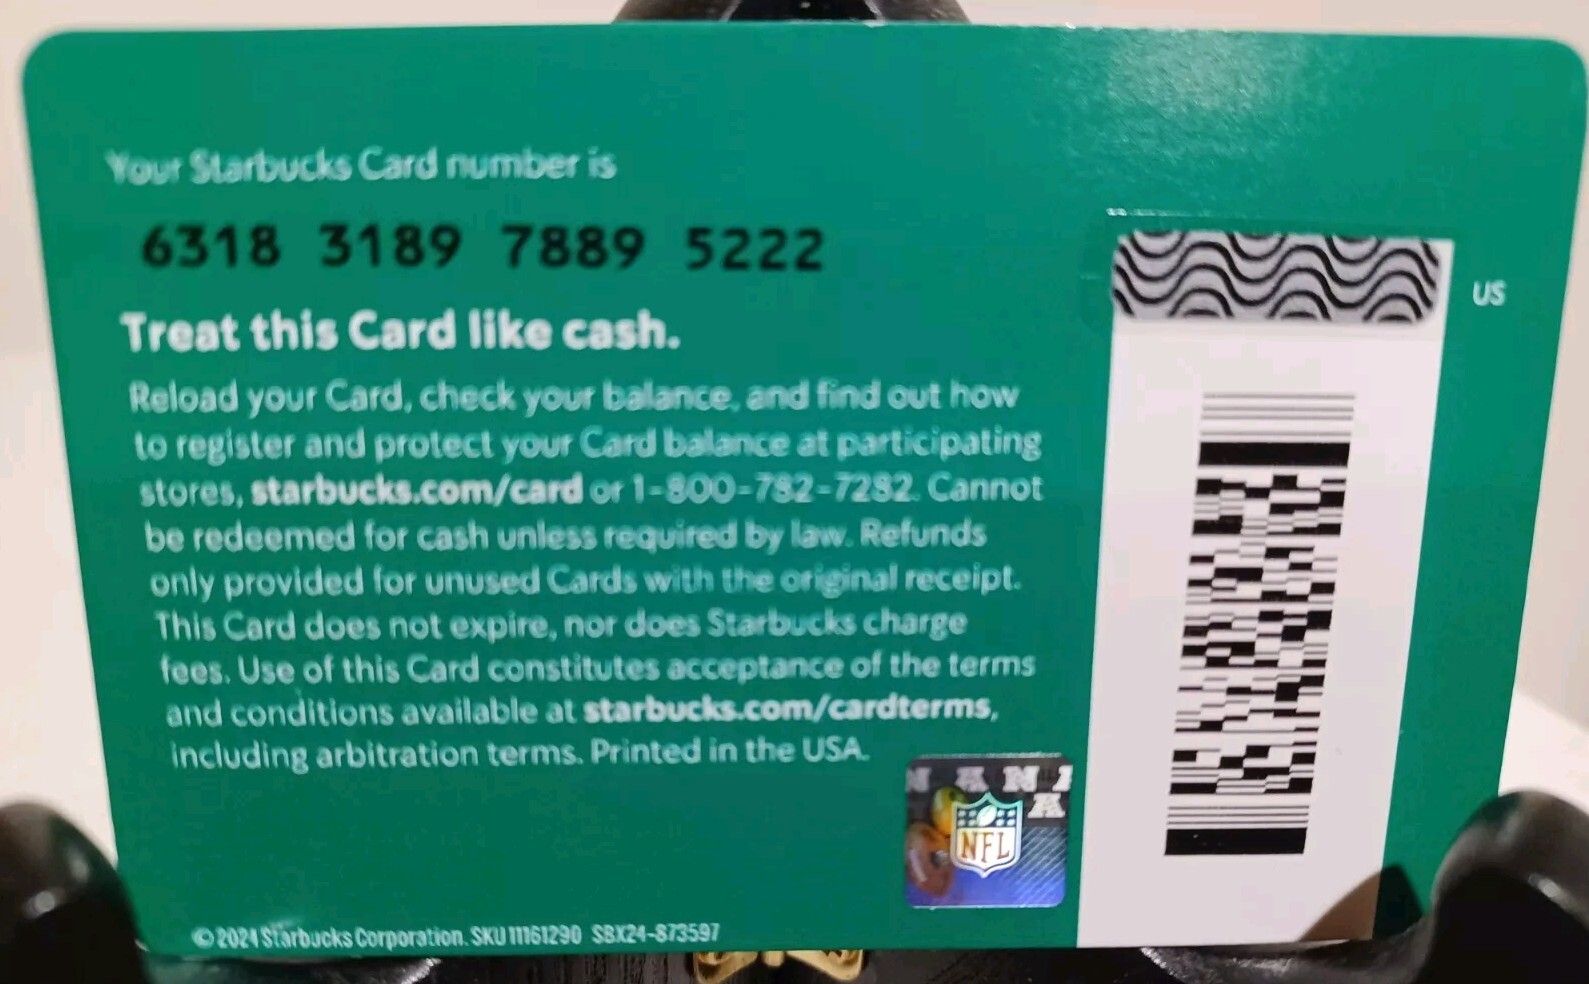 Your Starbucks Card number is
6318 3189 7889 5222
Treat this Card like cash.
Reload your Card, check your balance, and find out how
to register and protect your Card balance at participating
stores, starbucks.com/card or 1-800-782-7282. Cannot
be redeemed for cash unless required by law. Refunds
only provided for unused Cards with the original receipt.
This Card does not expire, nor does Starbucks charge
fees. Use of this Card constitutes acceptance of the terms
and conditions available at starbucks.com/cardterms,
including arbitration terms. Printed in the USA.
US
NFL
© 2024 Starbucks Corporation. SKU 11161290 SBX24-873597